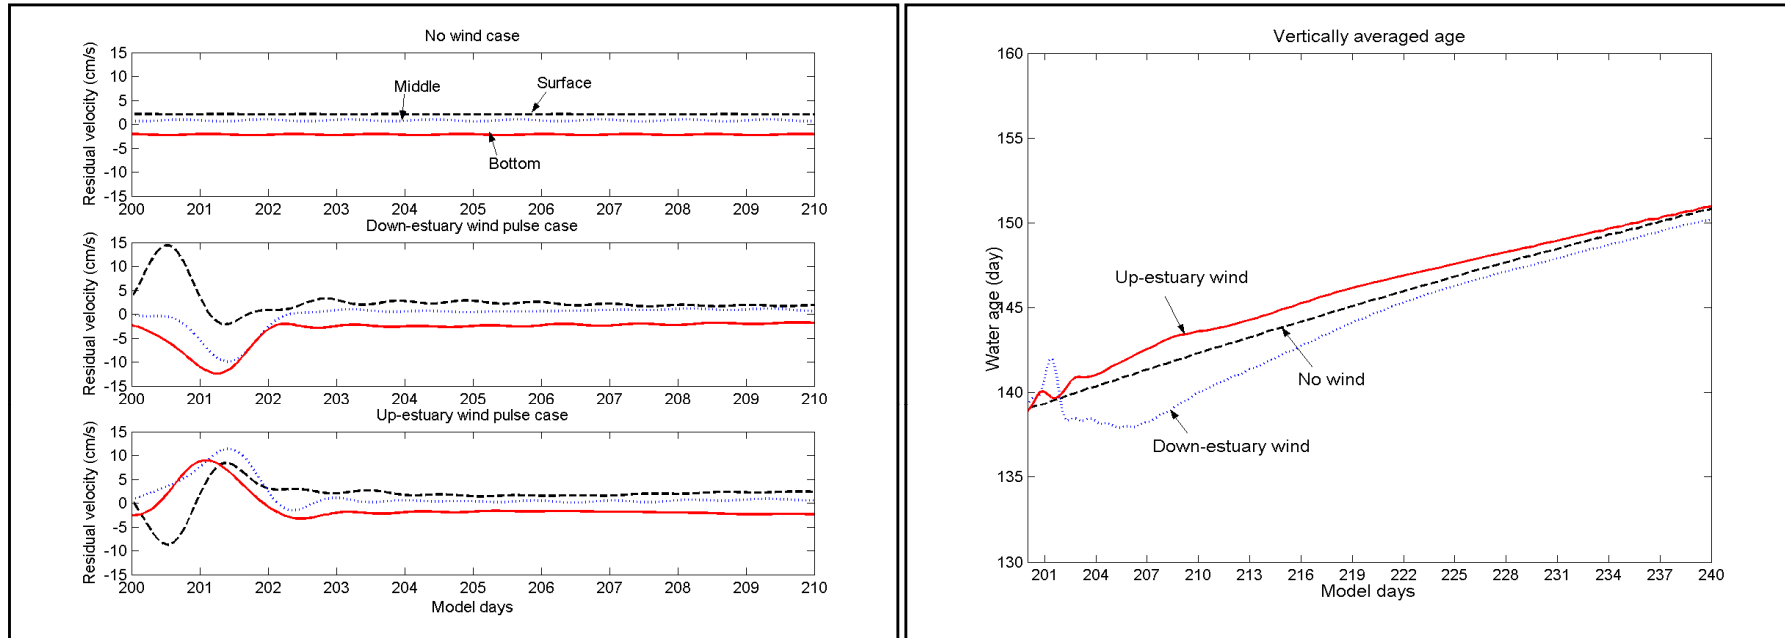 No wind case
Residual velocity (cm/s)
15
10
5
0
-5
-10
-15
Middle
Surface
Bottom
200 201 202 203 204 205 206 207 208 209 210
Down-estuary wind pulse case
Residual velocity (cm/s)
15
10
5
0
-5
-10
-15
200 201 202 203 204 205 206 207 208 209 210
Up-estuary wind pulse case
Residual velocity (cm/s)
15
10
5
0
-5
-10
-15
200 201 202 203 204 205 206 207 208 209 210
Model days
Vertically averaged age
Water age (day)
160
155
150
145
140
135
130
Up-estuary wind
No wind
Down-estuary wind
201 204 207 210 213 216 219 222 225 228 231 234 237 240
Model days